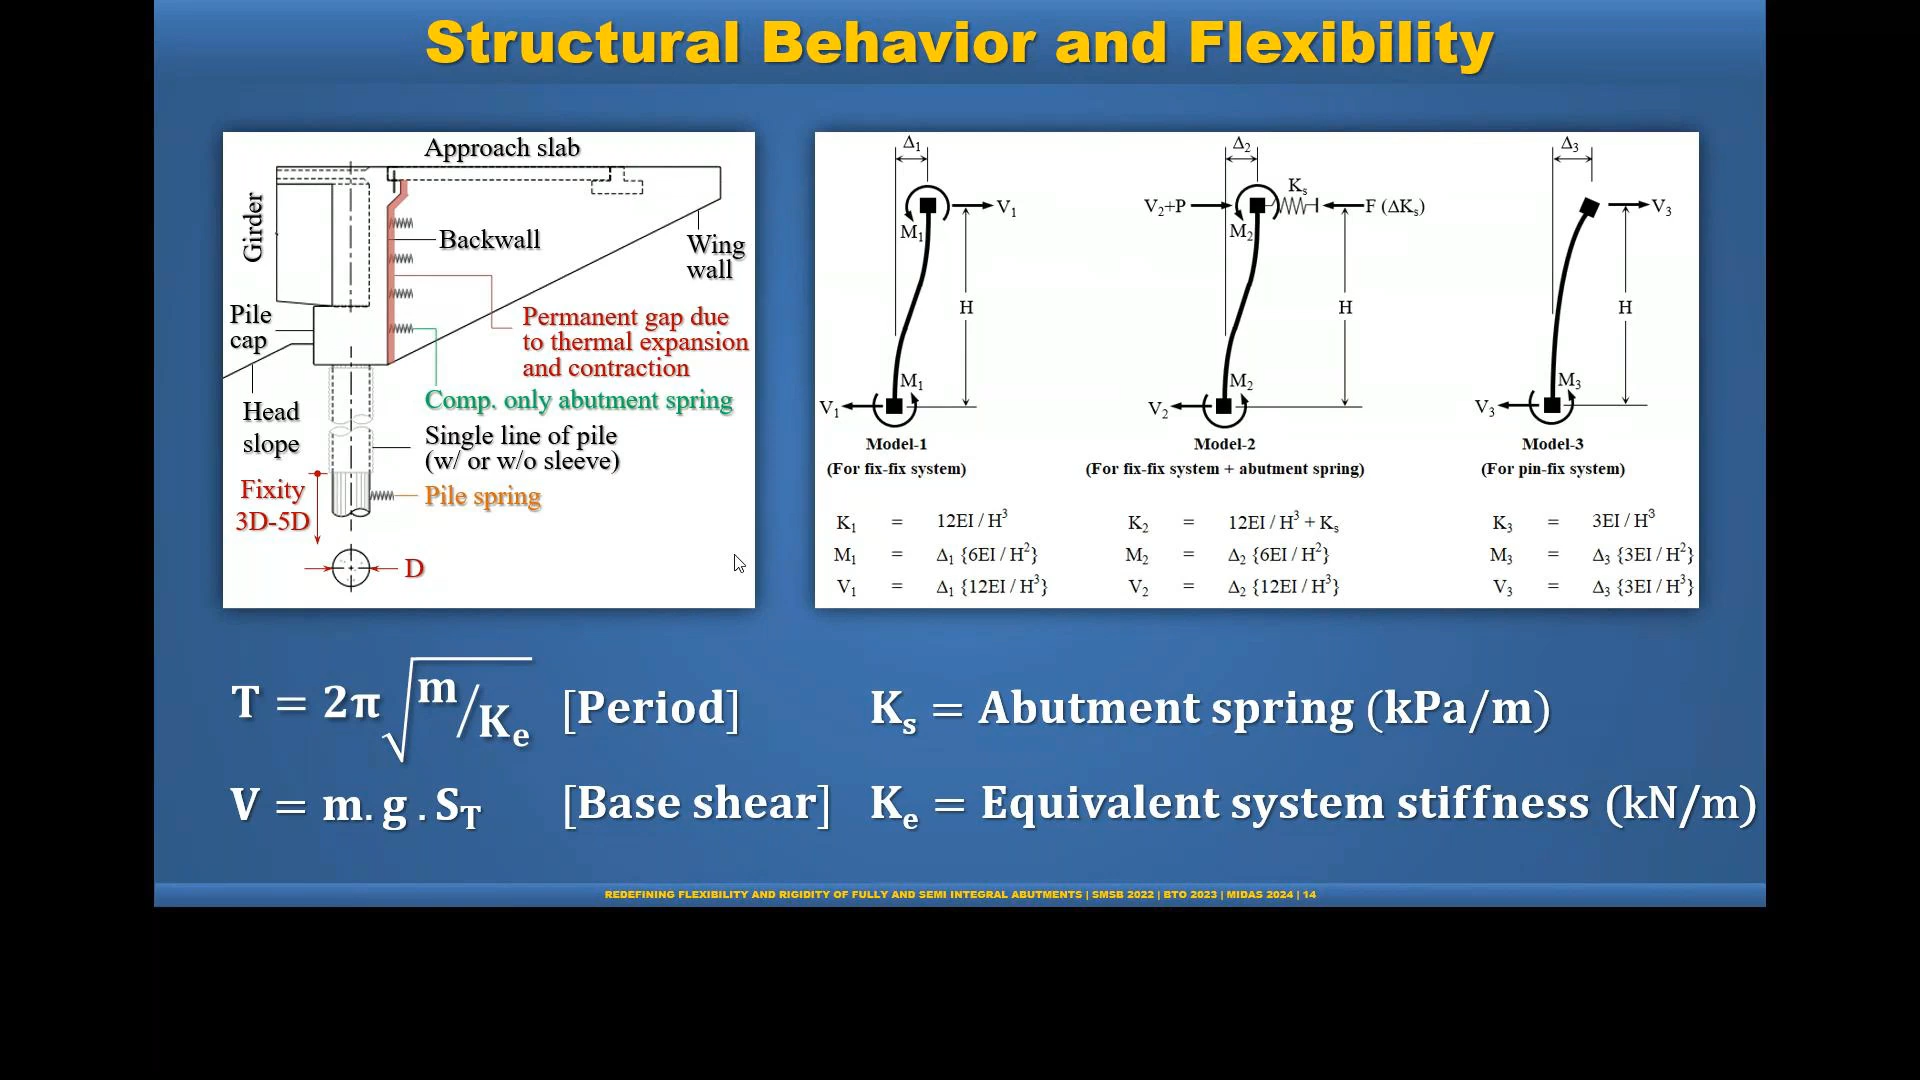 Structural Behavior and Flexibility
Approach slab
Girder
Backwall
Wing
wall
Pile
cap
Permanent gap due
to thermal expansion
and contraction
Comp. only abutment spring
Head
slope
Single line of pile
(w/ or w/o sleeve)
Fixity
3D-5D
Pile spring
D
Δ₁
V₁
M₁
H
M₁
V₁
Model-1
(For fix-fix system)
K₁ = 12EI / H³
M₁ = Δ₁ {6EI / H²}
V₁ = Δ₁ {12EI / H³}
Δ₂
Kₛ
V₂+P
F (ΔKₛ)
M₂
H
M₂
V₂
Model-2
(For fix-fix system + abutment spring)
K₂ = 12EI / H³ + Kₛ
M₂ = Δ₂ {6EI / H²}
V₂ = Δ₂ {12EI / H³}
Δ₃
V₃
H
M₃
V₃
Model-3
(For pin-fix system)
K₃ = 3EI / H³
M₃ = Δ₃ {3EI / H²}
V₃ = Δ₃ {3EI / H³}
T = 2π√(m/Kₑ) [Period]
Kₛ = Abutment spring (kPa/m)
V = m.g.S_T [Base shear]
Kₑ = Equivalent system stiffness (kN/m)
REDEFINING FLEXIBILITY AND RIGIDITY OF FULLY AND SEMI INTEGRAL ABUTMENTS | SMSB 2022 | BTO 2023 | MIDAS 2024 | 14